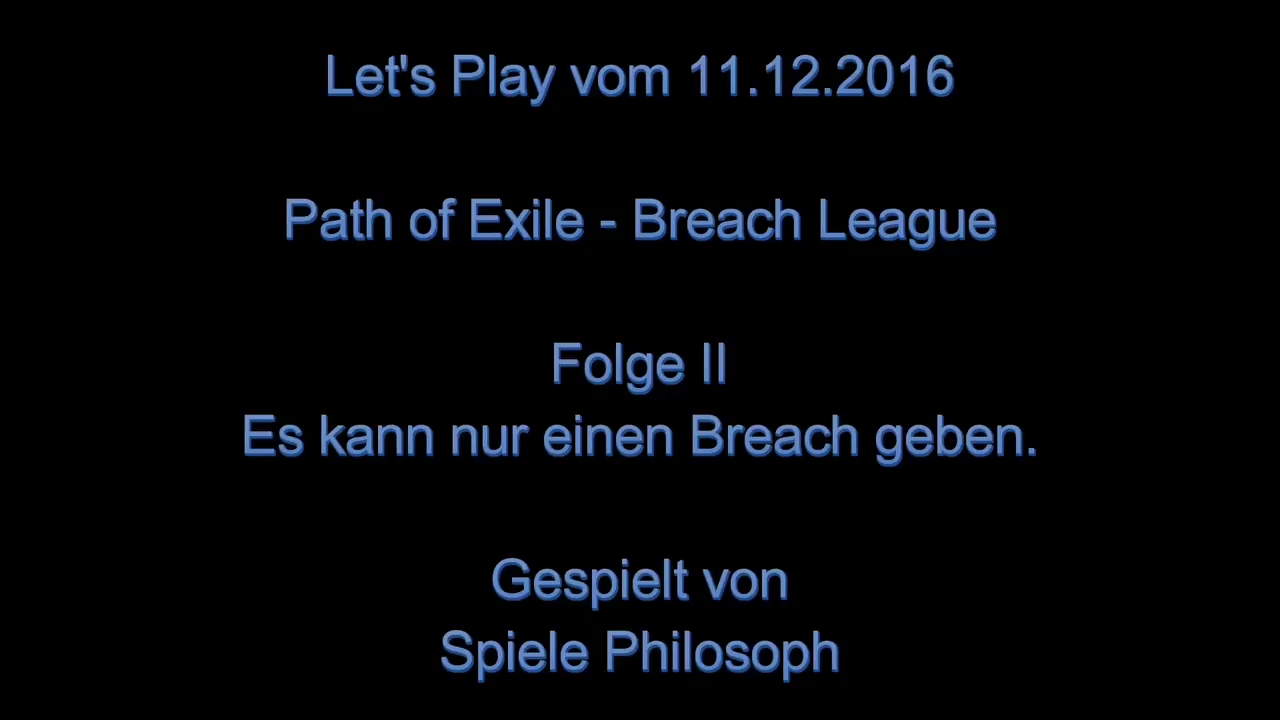 Let's Play vom 11.12.2016
Path of Exile - Breach League
Folge II
Es kann nur einen Breach geben.
Gespielt von
Spiele Philosoph